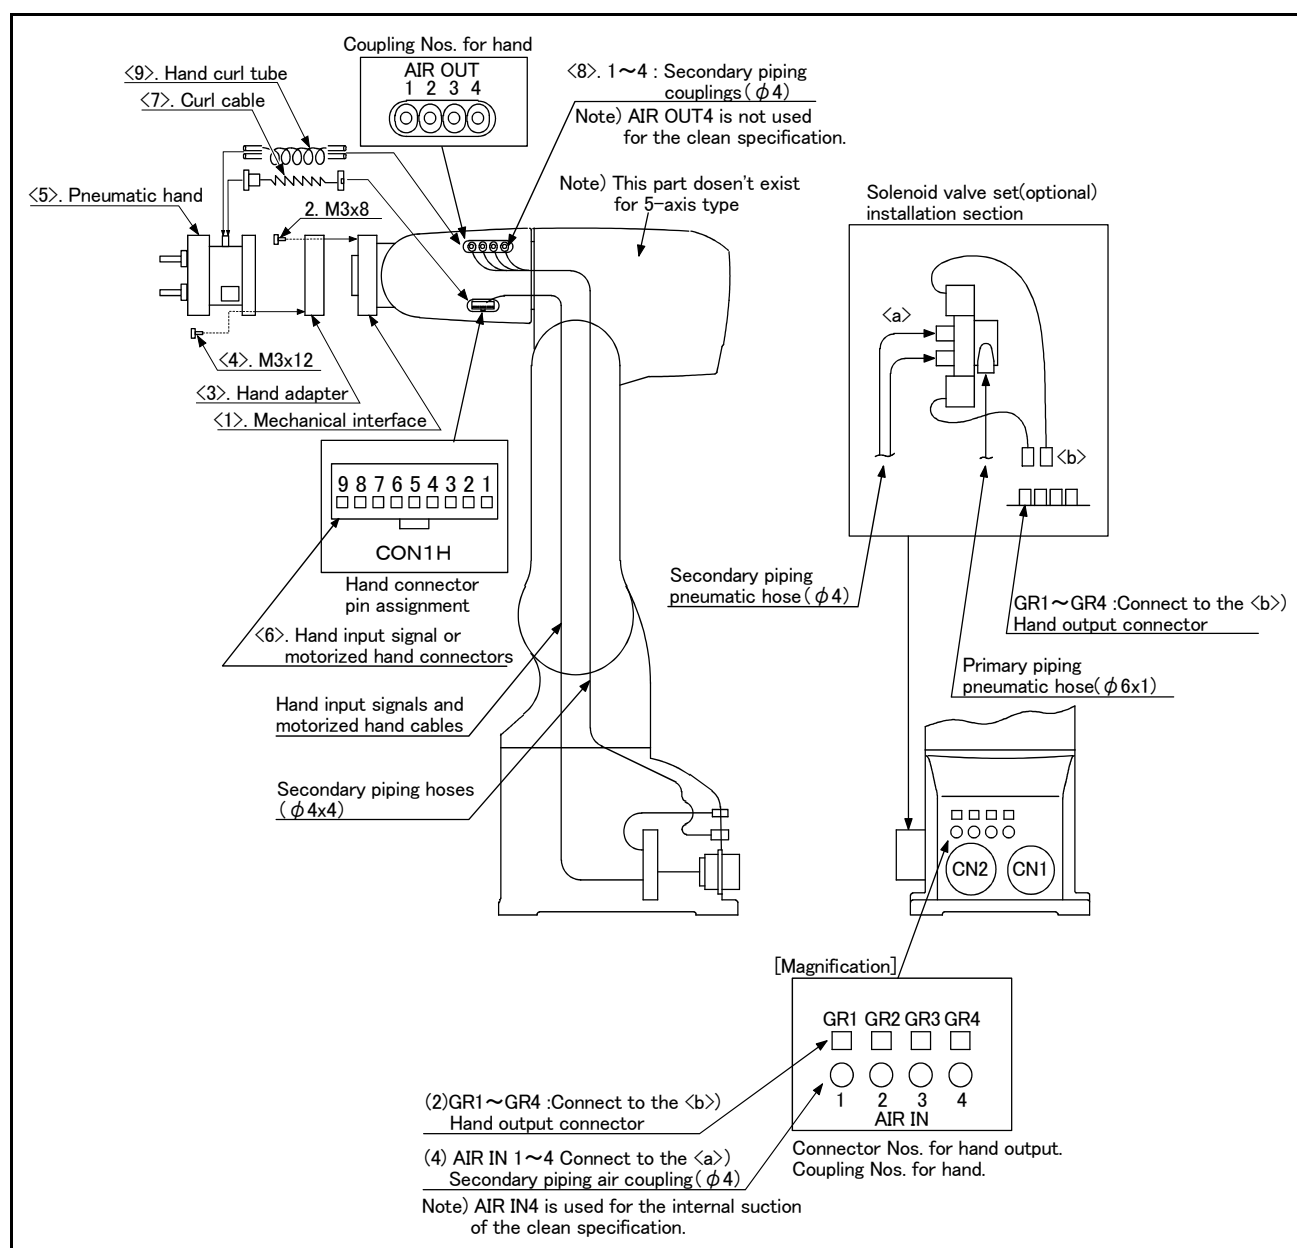 Coupling Nos. for hand
AIR OUT
1 2 3 4
<9>. Hand curl tube
<7>. Curl cable
<8>. 1～4 : Secondary piping
couplings(φ4)
Note) AIR OUT4 is not used
for the clean specification.
<5>. Pneumatic hand
2. M3x8
Note) This part dosen't exist
for 5-axis type
Solenoid valve set(optional)
installation section
<a>
<b>
<4>. M3x12
<3>. Hand adapter
<1>. Mechanical interface
9 8 7 6 5 4 3 2 1
CON1H
Hand connector
pin assignment
<6>. Hand input signal or
motorized hand connectors
Hand input signals and
motorized hand cables
Secondary piping hoses
(φ4x4)
Secondary piping
pneumatic hose(φ4)
GR1～GR4 :Connect to the <b>)
Hand output connector
Primary piping
pneumatic hose(φ6x1)
CN2
CN1
[Magnification]
GR1 GR2 GR3 GR4
1 2 3 4
AIR IN
(2)GR1～GR4 :Connect to the <b>)
Hand output connector
(4) AIR IN 1～4 Connect to the <a>)
Secondary piping air coupling(φ4)
Note) AIR IN4 is used for the internal suction
of the clean specification.
Connector Nos. for hand output.
Coupling Nos. for hand.